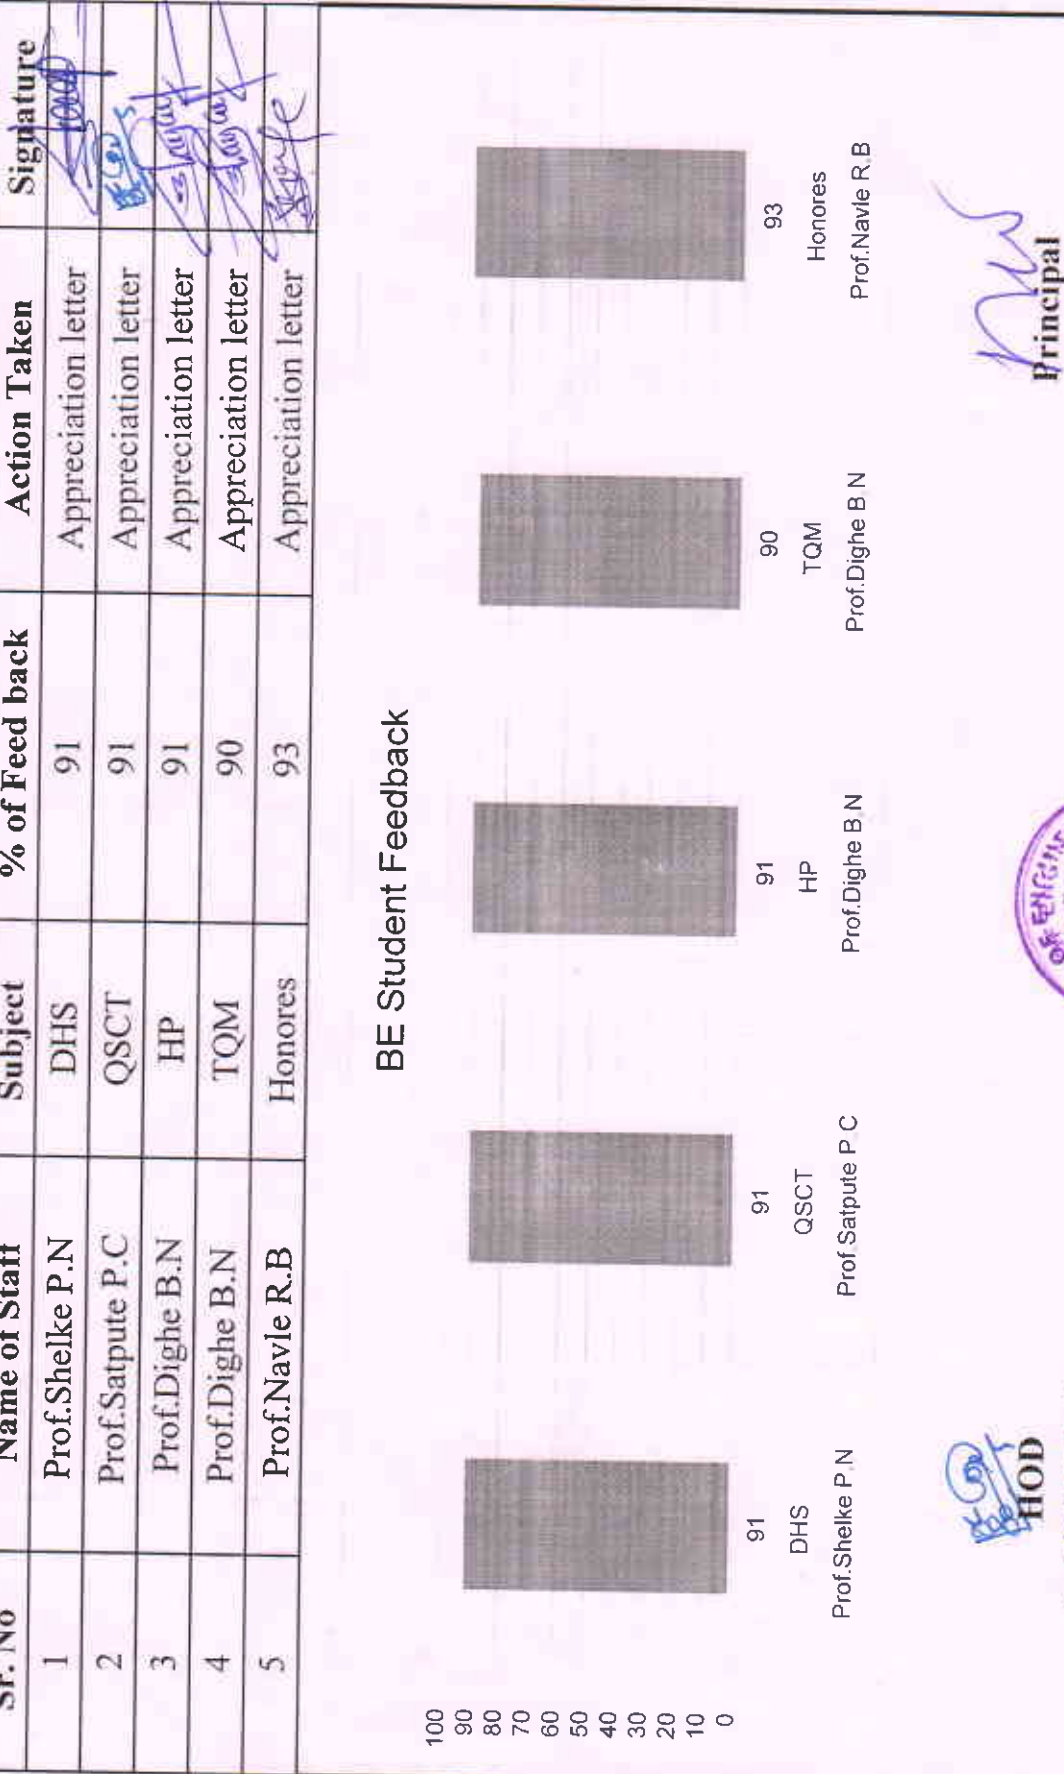 Sr. No Name of Staff Subject % of Feed back Action Taken Signature
1 Prof.Shelke P.N DHS 91 Appreciation letter
2 Prof.Satpute P.C QSCT 91 Appreciation letter
3 Prof.Dighe B.N HP 91 Appreciation letter
4 Prof.Dighe B.N TQM 90 Appreciation letter
5 Prof.Navle R.B Honores 93 Appreciation letter
BE Student Feedback
100
90
80
70
60
50
40
30
20
10
0
91 91 91 90 93
DHS QSCT HP TQM Honores
Prof.Shelke P.N Prof.Satpute P.C Prof.Dighe B.N Prof.Dighe B.N Prof.Navle R.B
HOD Principal